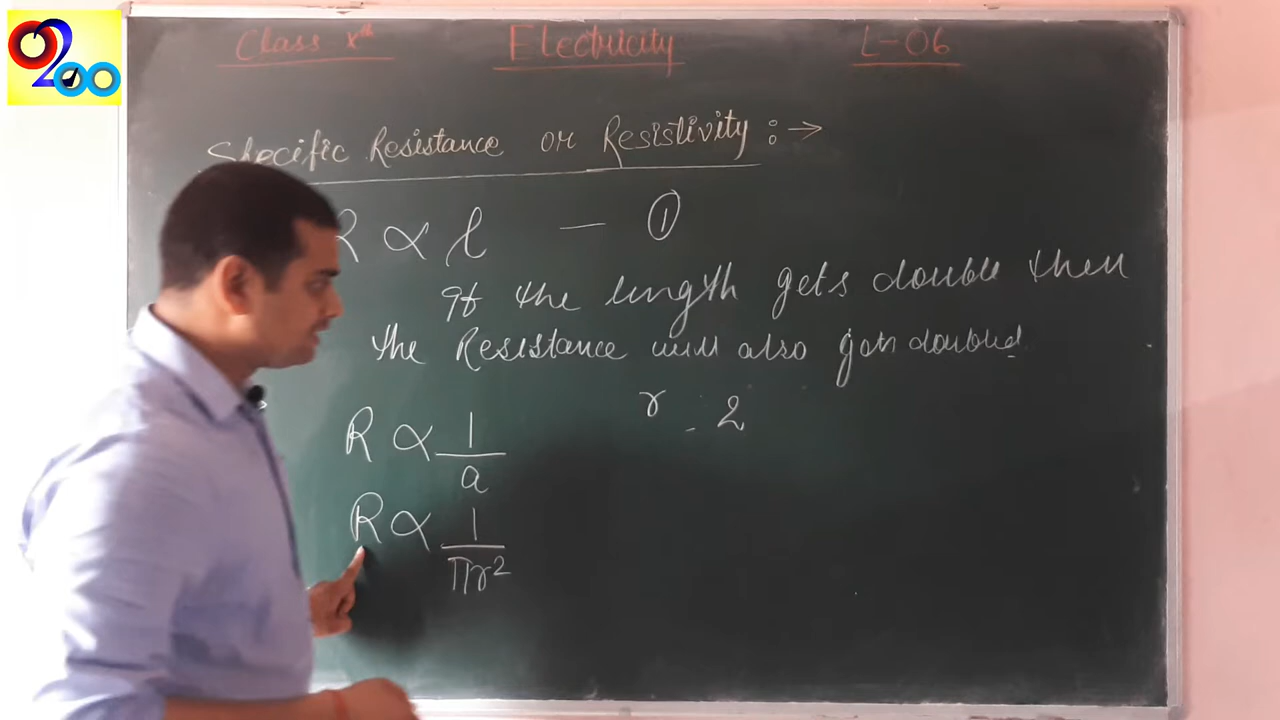 Class Xth Electricity L-06
Specific Resistance or Resistivity :→
R ∝ l — ①
If the length gets double then
the Resistance will also get doubled.
r - 2
R ∝ 1/a
R ∝ 1/πr²
O2OO